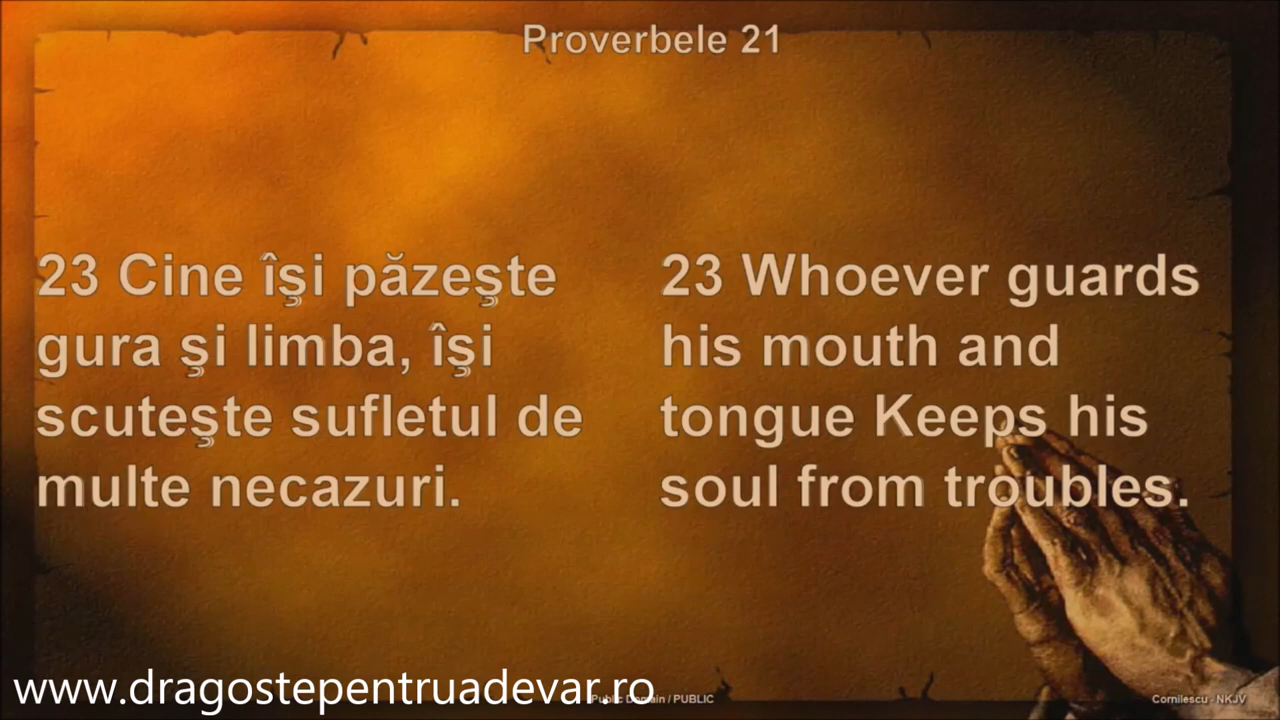 Proverbele 21
23 Cine îşi păzeşte
gura şi limba, îşi
scuteşte sufletul de
multe necazuri.
23 Whoever guards
his mouth and
tongue Keeps his
soul from troubles.
www.dragostepentruadevar.ro
Public Domain / PUBLIC
Cornilescu - NKJV